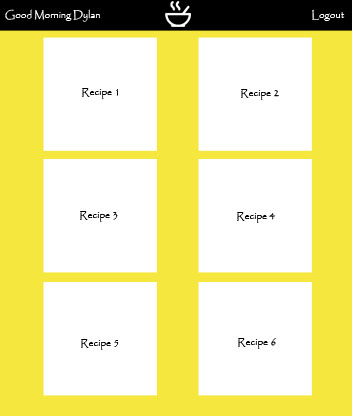 Good Morning Dylan
Logout
Recipe 1
Recipe 2
Recipe 3
Recipe 4
Recipe 5
Recipe 6